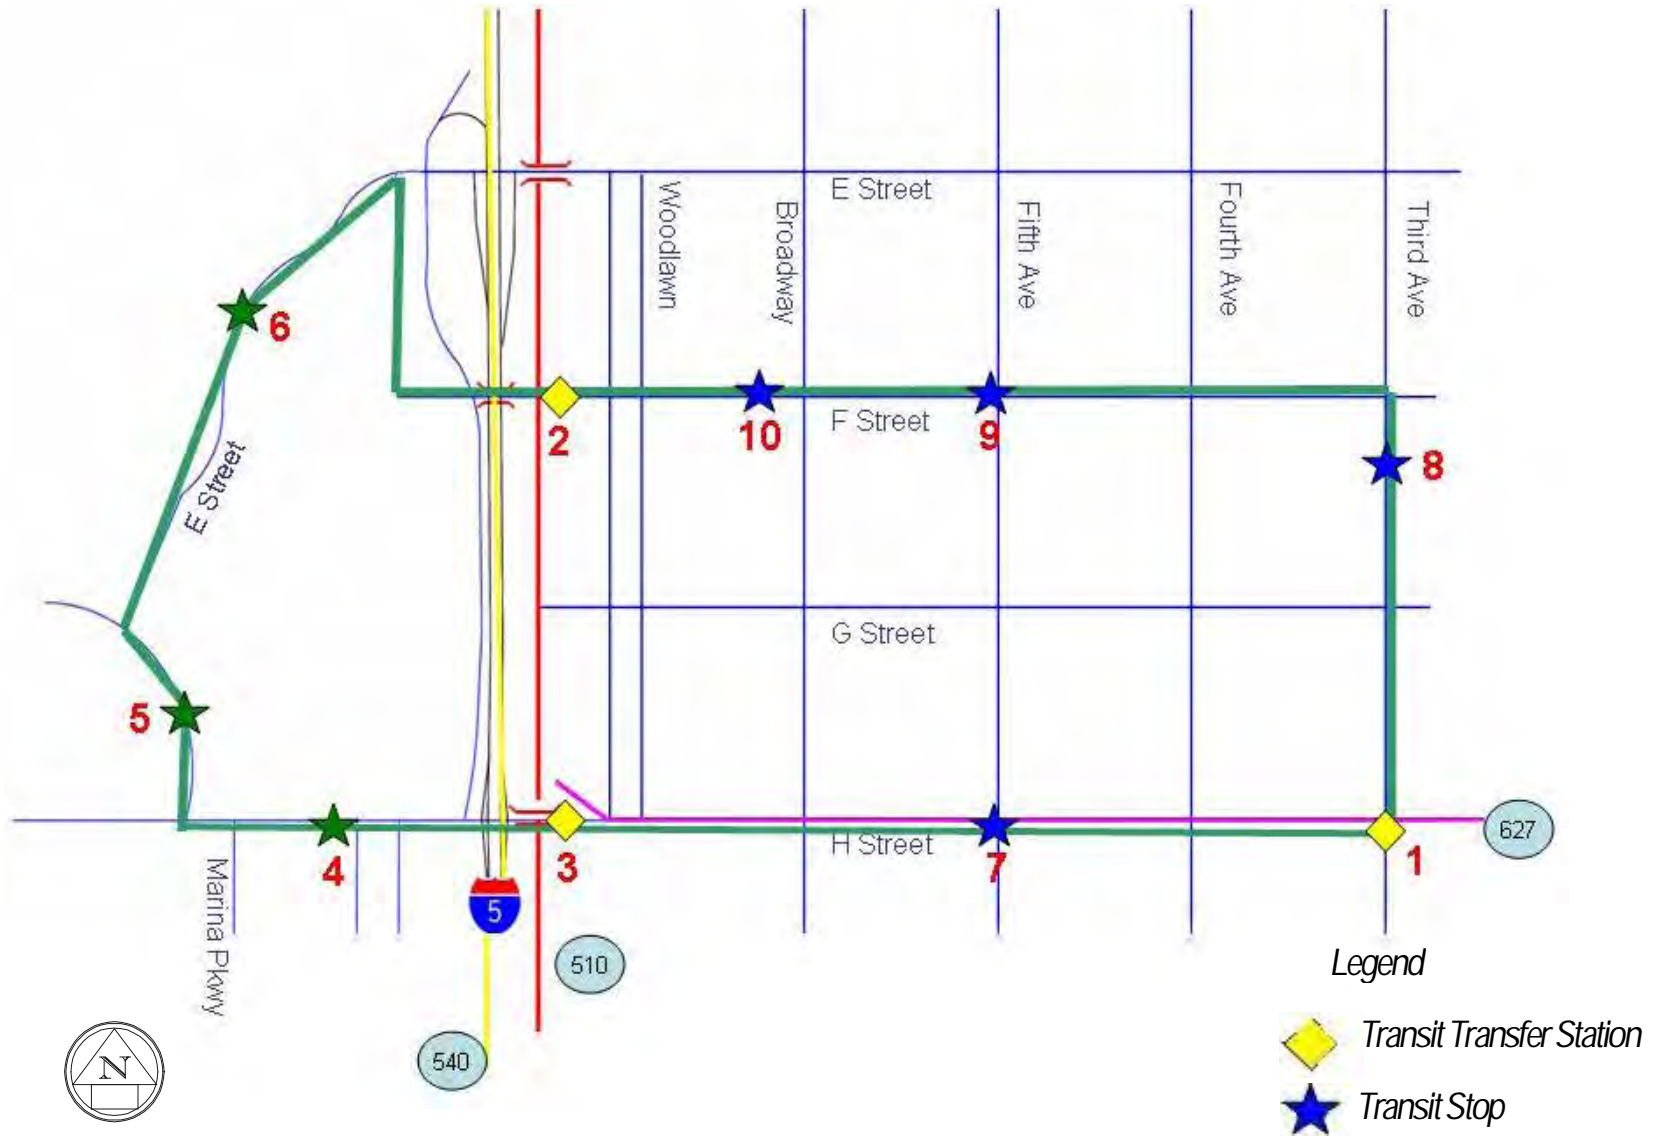 E Street
Woodlawn
Broadway
Fifth Ave
Fourth Ave
Third Ave
6
2
10
F Street
9
8
E Street
G Street
5
4
3
H Street
7
1
627
Marina Pkwy
5
510
540
N
Legend
Transit Transfer Station
Transit Stop